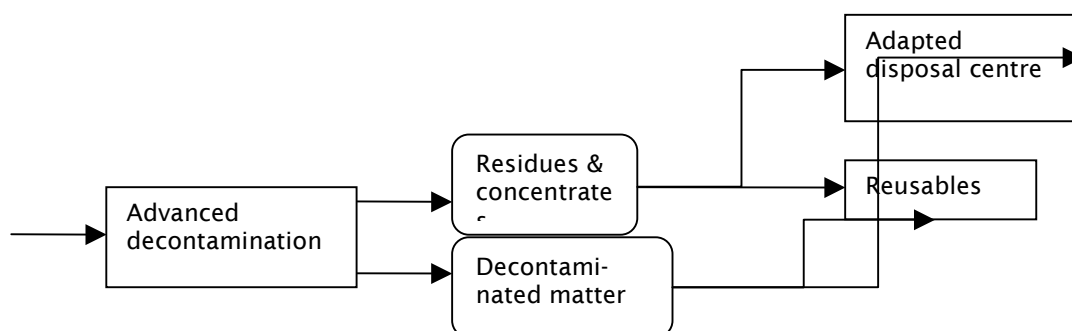 Adapted
disposal centre
Residues &
concentrate
Reusables
Advanced
decontamination
Decontami-
nated matter